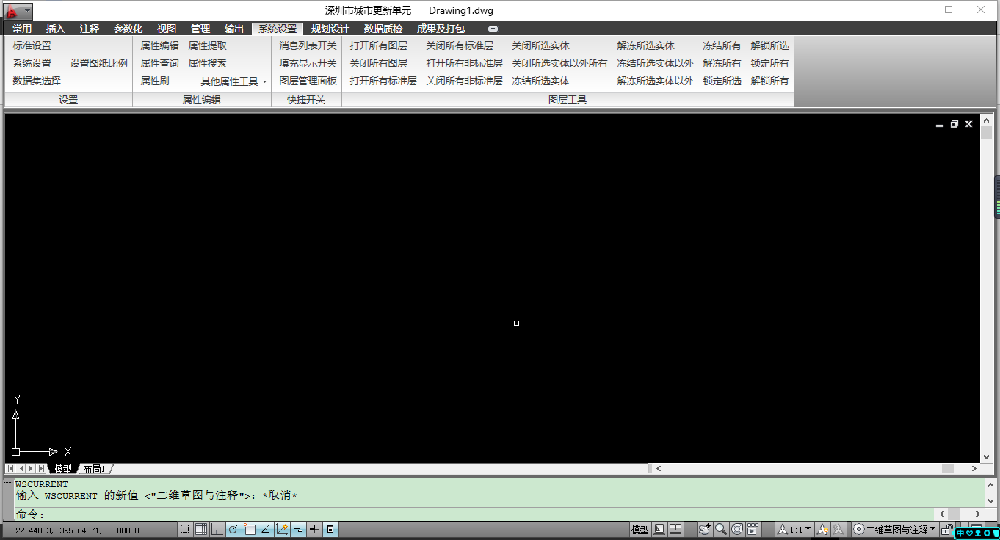 深圳市城市更新单元 Drawing1.dwg
常用 插入 注释 参数化 视图 管理 输出 系统设置 规划设计 数据质检 成果及打包
标准设置 属性编辑 属性提取 消息列表开关 打开所有图层 关闭所有标准层 关闭所选实体 解冻所选实体 冻结所有 解锁所选
系统设置 设置图纸比例 属性查询 属性搜索 填充显示开关 关闭所有图层 打开所有非标准层 关闭所选实体以外所有 冻结所选实体以外 解冻所有 锁定所有
数据集选择 属性刷 其他属性工具 图层管理面板 打开所有标准层 关闭所有非标准层 冻结所选实体 解冻所选实体以外 锁定所选 解锁所有
设置 属性编辑 快捷开关 图层工具
Y
X
模型 布局1
WSCURRENT
输入 WSCURRENT 的新值 <"二维草图与注释">: *取消*
命令:
522.44803, 395.64871, 0.00000 模型 1:1 二维草图与注释 中